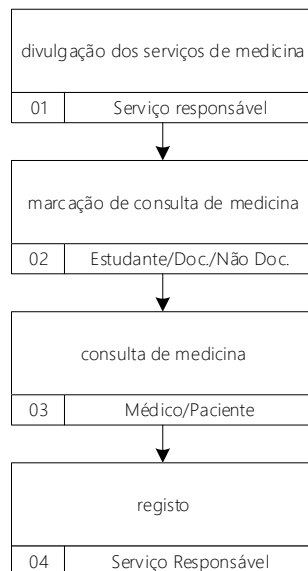 divulgação dos serviços de medicina
01 Serviço responsável
marcação de consulta de medicina
02 Estudante/Doc./Não Doc.
consulta de medicina
03 Médico/Paciente
registo
04 Serviço Responsável